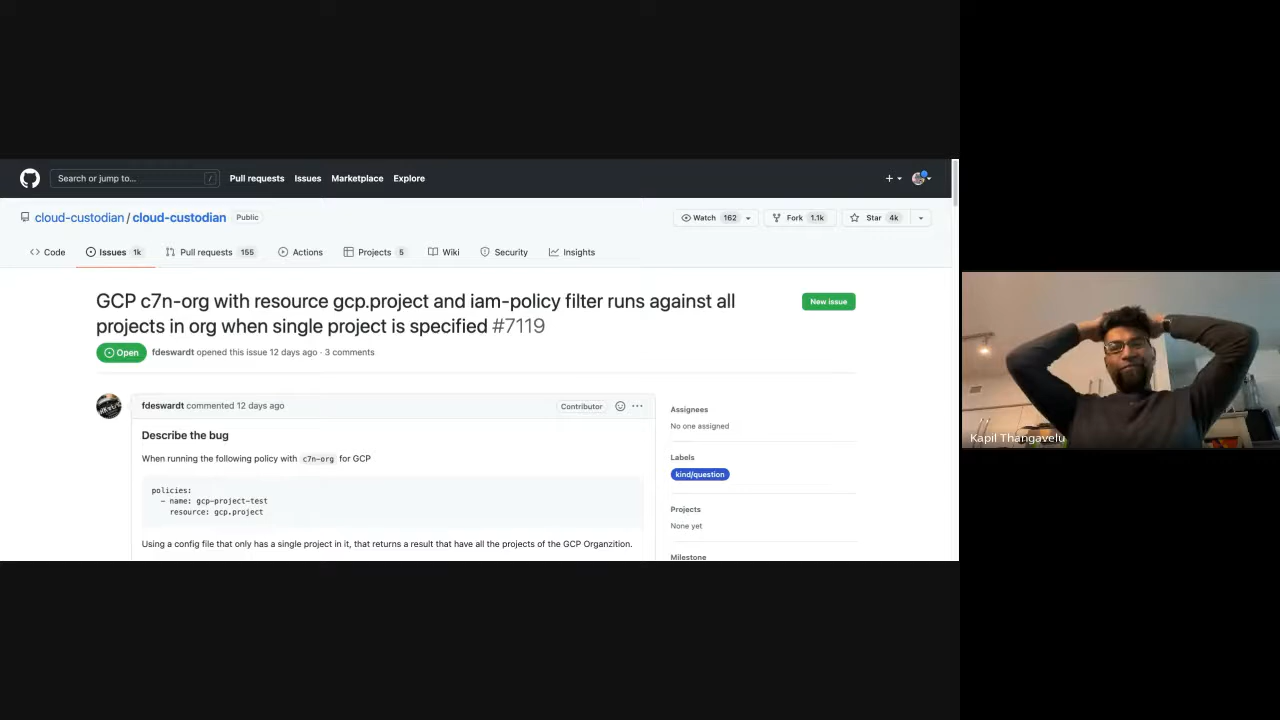 Search or jump to... /
Pull requests Issues Marketplace Explore
cloud-custodian / cloud-custodian Public
Watch 162 Fork 1.1k Star 4k
Code Issues 1k Pull requests 155 Actions Projects 5 Wiki Security Insights
GCP c7n-org with resource gcp.project and iam-policy filter runs against all
projects in org when single project is specified #7119
New issue
Open fdeswardt opened this issue 12 days ago · 3 comments
fdeswardt commented 12 days ago Contributor ...
Describe the bug
When running the following policy with c7n-org for GCP
policies:
- name: gcp-project-test
resource: gcp.project
Using a config file that only has a single project in it, that returns a result that have all the projects of the GCP Organzition.
Assignees
No one assigned
Labels
kind/question
Projects
None yet
Milestone
Kapil Thangavelu